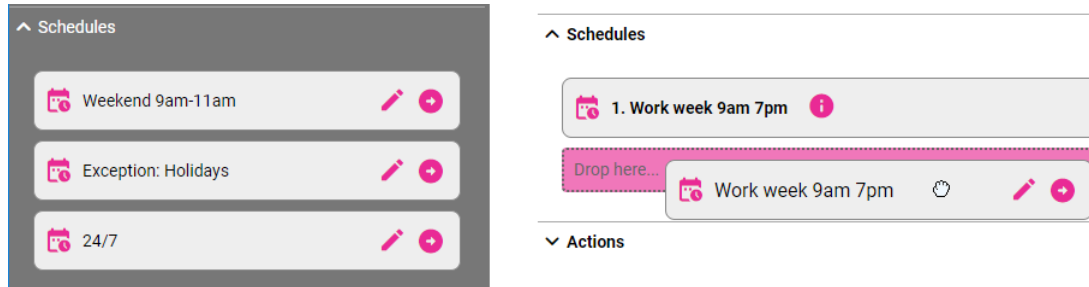 Schedules
Weekend 9am-11am
Exception: Holidays
24/7
Schedules
1. Work week 9am 7pm
Drop here...
Work week 9am 7pm
Actions